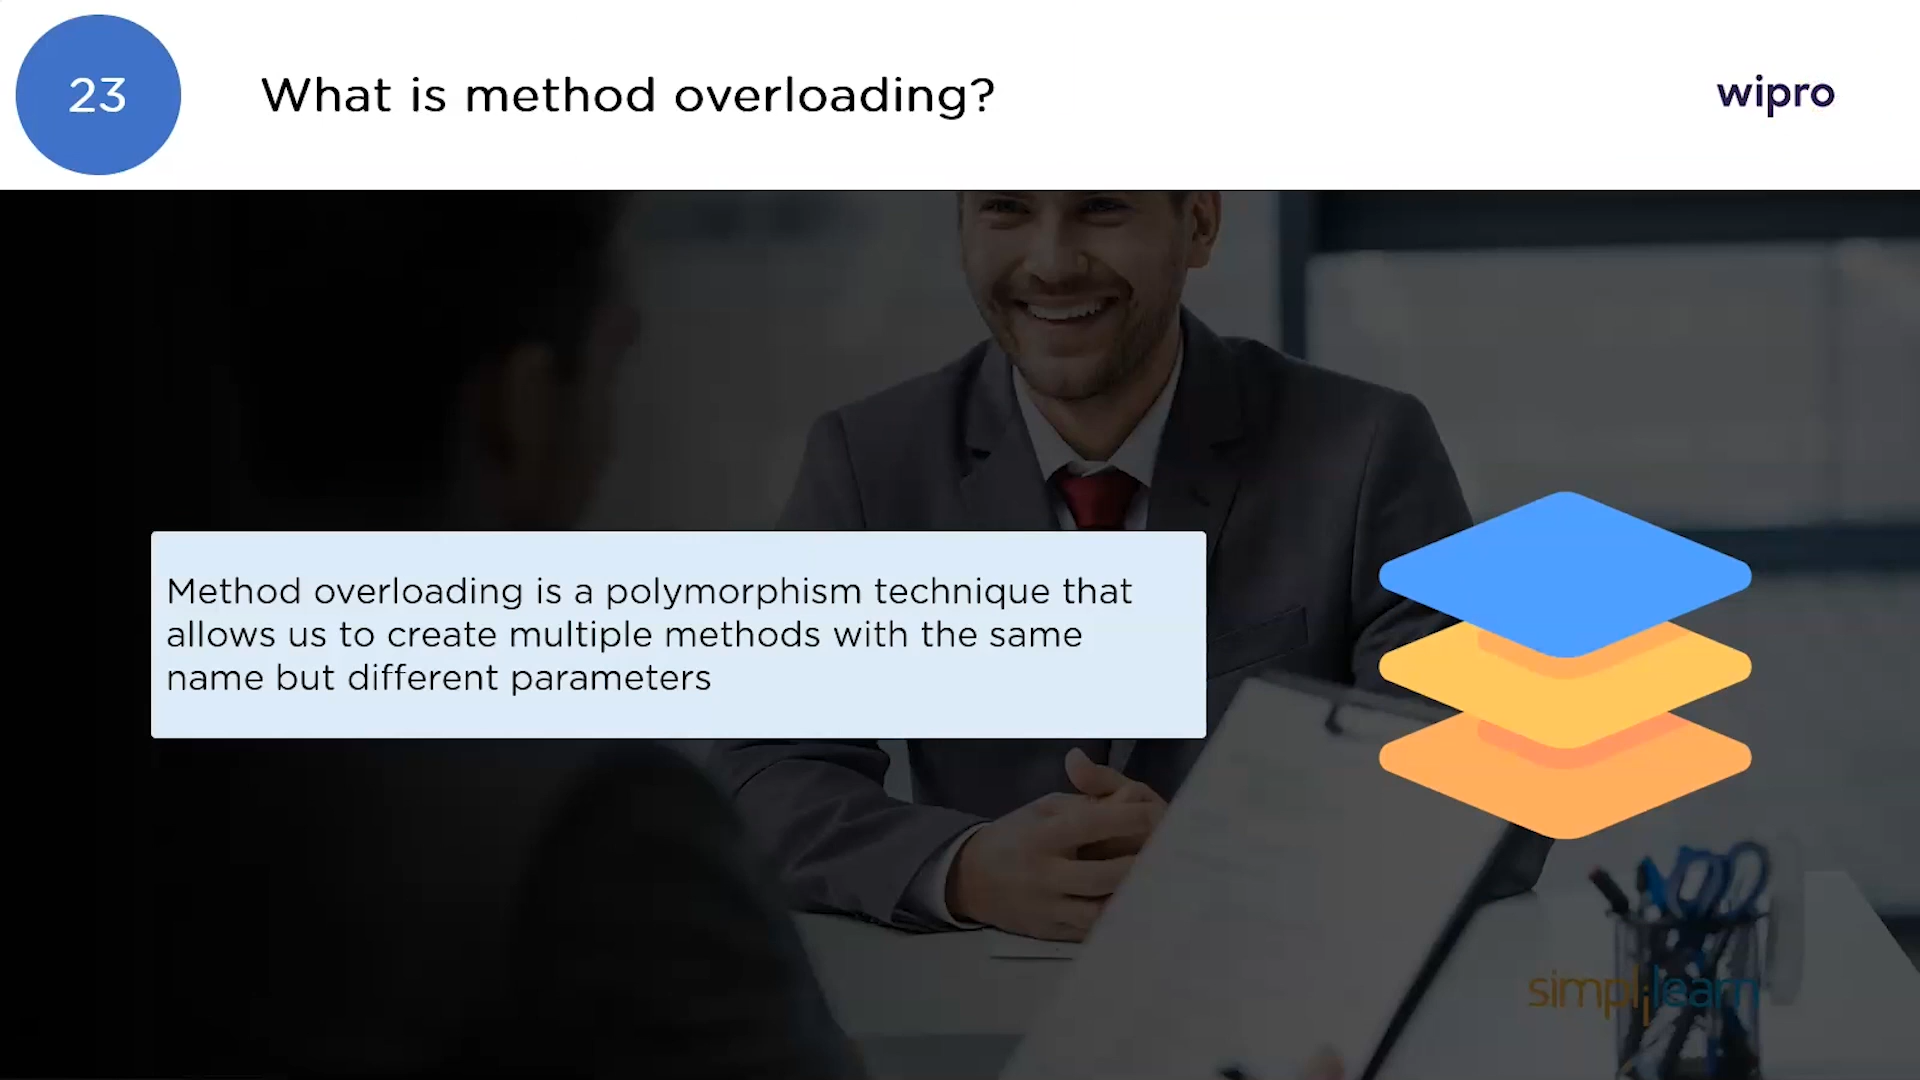 23
What is method overloading?
wipro
Method overloading is a polymorphism technique that
allows us to create multiple methods with the same
name but different parameters
simplilearn